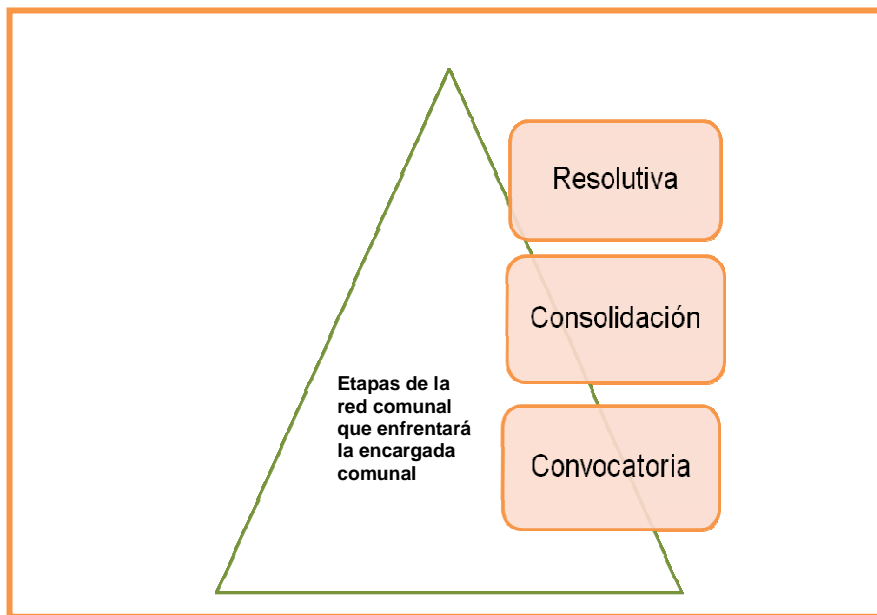 Resolutiva
Consolidación
Etapas de la
red comunal
que enfrentará
la encargada
comunal
Convocatoria